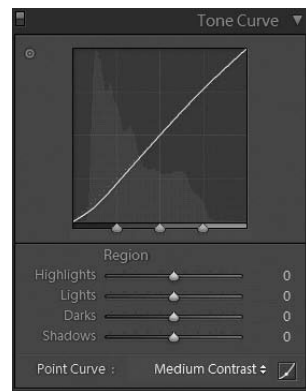 Tone Curve
Region
Highlights 0
Lights 0
Darks 0
Shadows 0
Point Curve : Medium Contrast